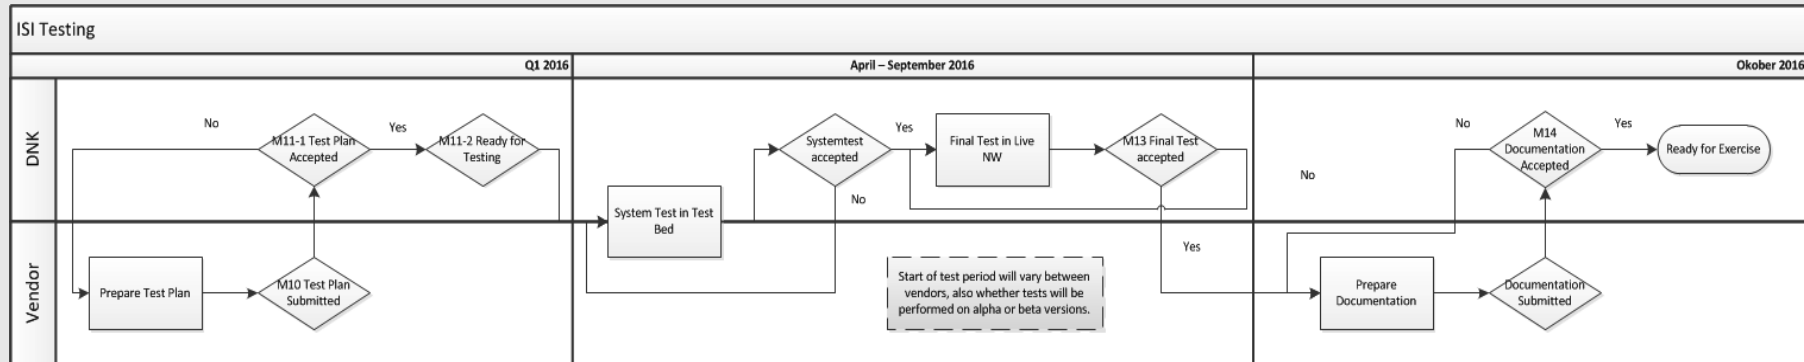 ISI Testing
Q1 2016
April – September 2016
Okober 2016
DNK
No
M11-1 Test Plan
Accepted
Yes
M11-2 Ready for
Testing
Systemtest
accepted
Yes
No
Final Test in Live
NW
M13 Final Test
accepted
No
Yes
No
M14
Documentation
Accepted
Yes
Ready for Exercise
System Test in Test
Bed
Vendor
Prepare Test Plan
M10 Test Plan
Submitted
Start of test period will vary between
vendors, also whether tests will be
performed on alpha or beta versions.
Prepare
Documentation
Documentation
Submitted